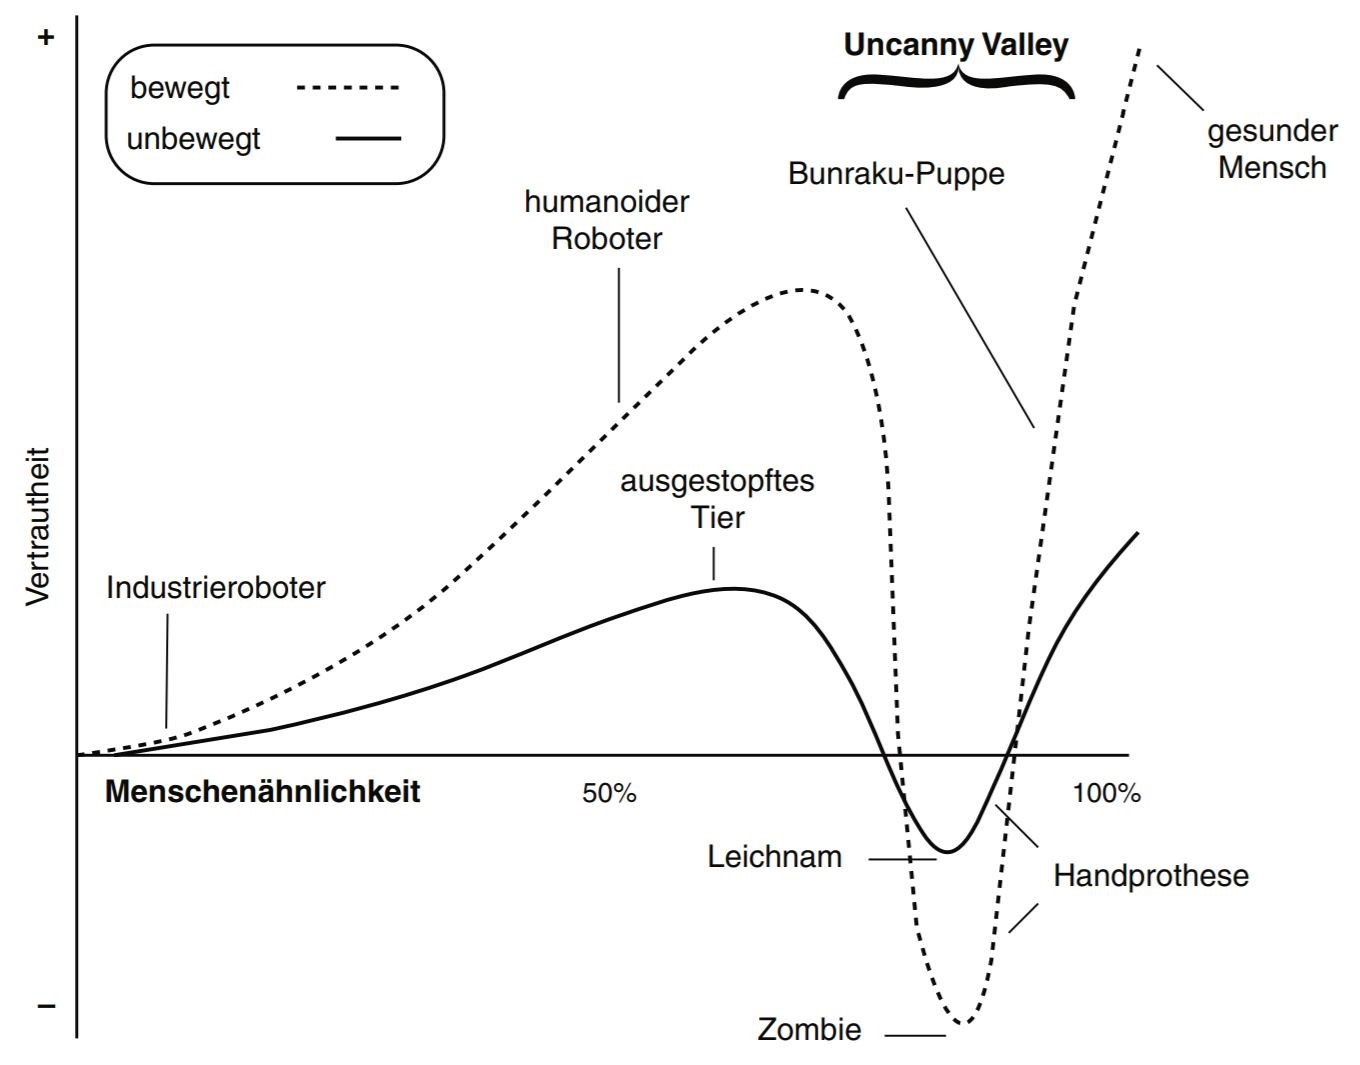 +
Uncanny Valley
bewegt
unbewegt
gesunder
Mensch
Bunraku-Puppe
humanoider
Roboter
ausgestopftes
Tier
Vertrautheit
Industrieroboter
Menschenähnlichkeit
50%
100%
Leichnam
Handprothese
–
Zombie